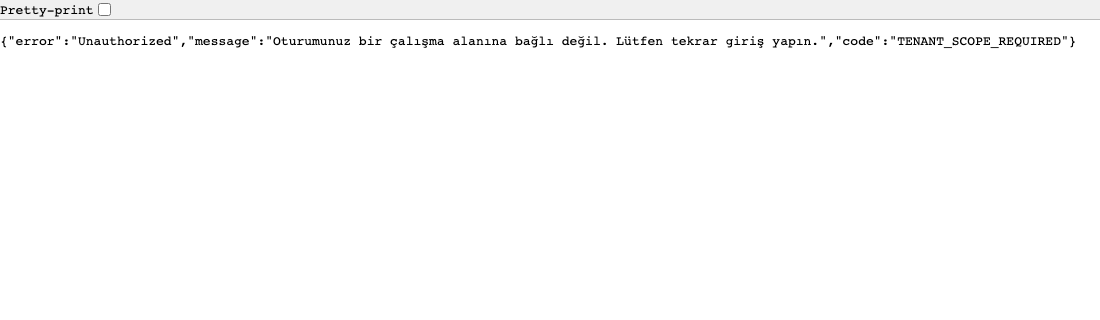 Pretty-print
{"error":"Unauthorized","message":"Oturumunuz bir çalışma alanına bağlı değil. Lütfen tekrar giriş yapın.","code":"TENANT_SCOPE_REQUIRED"}